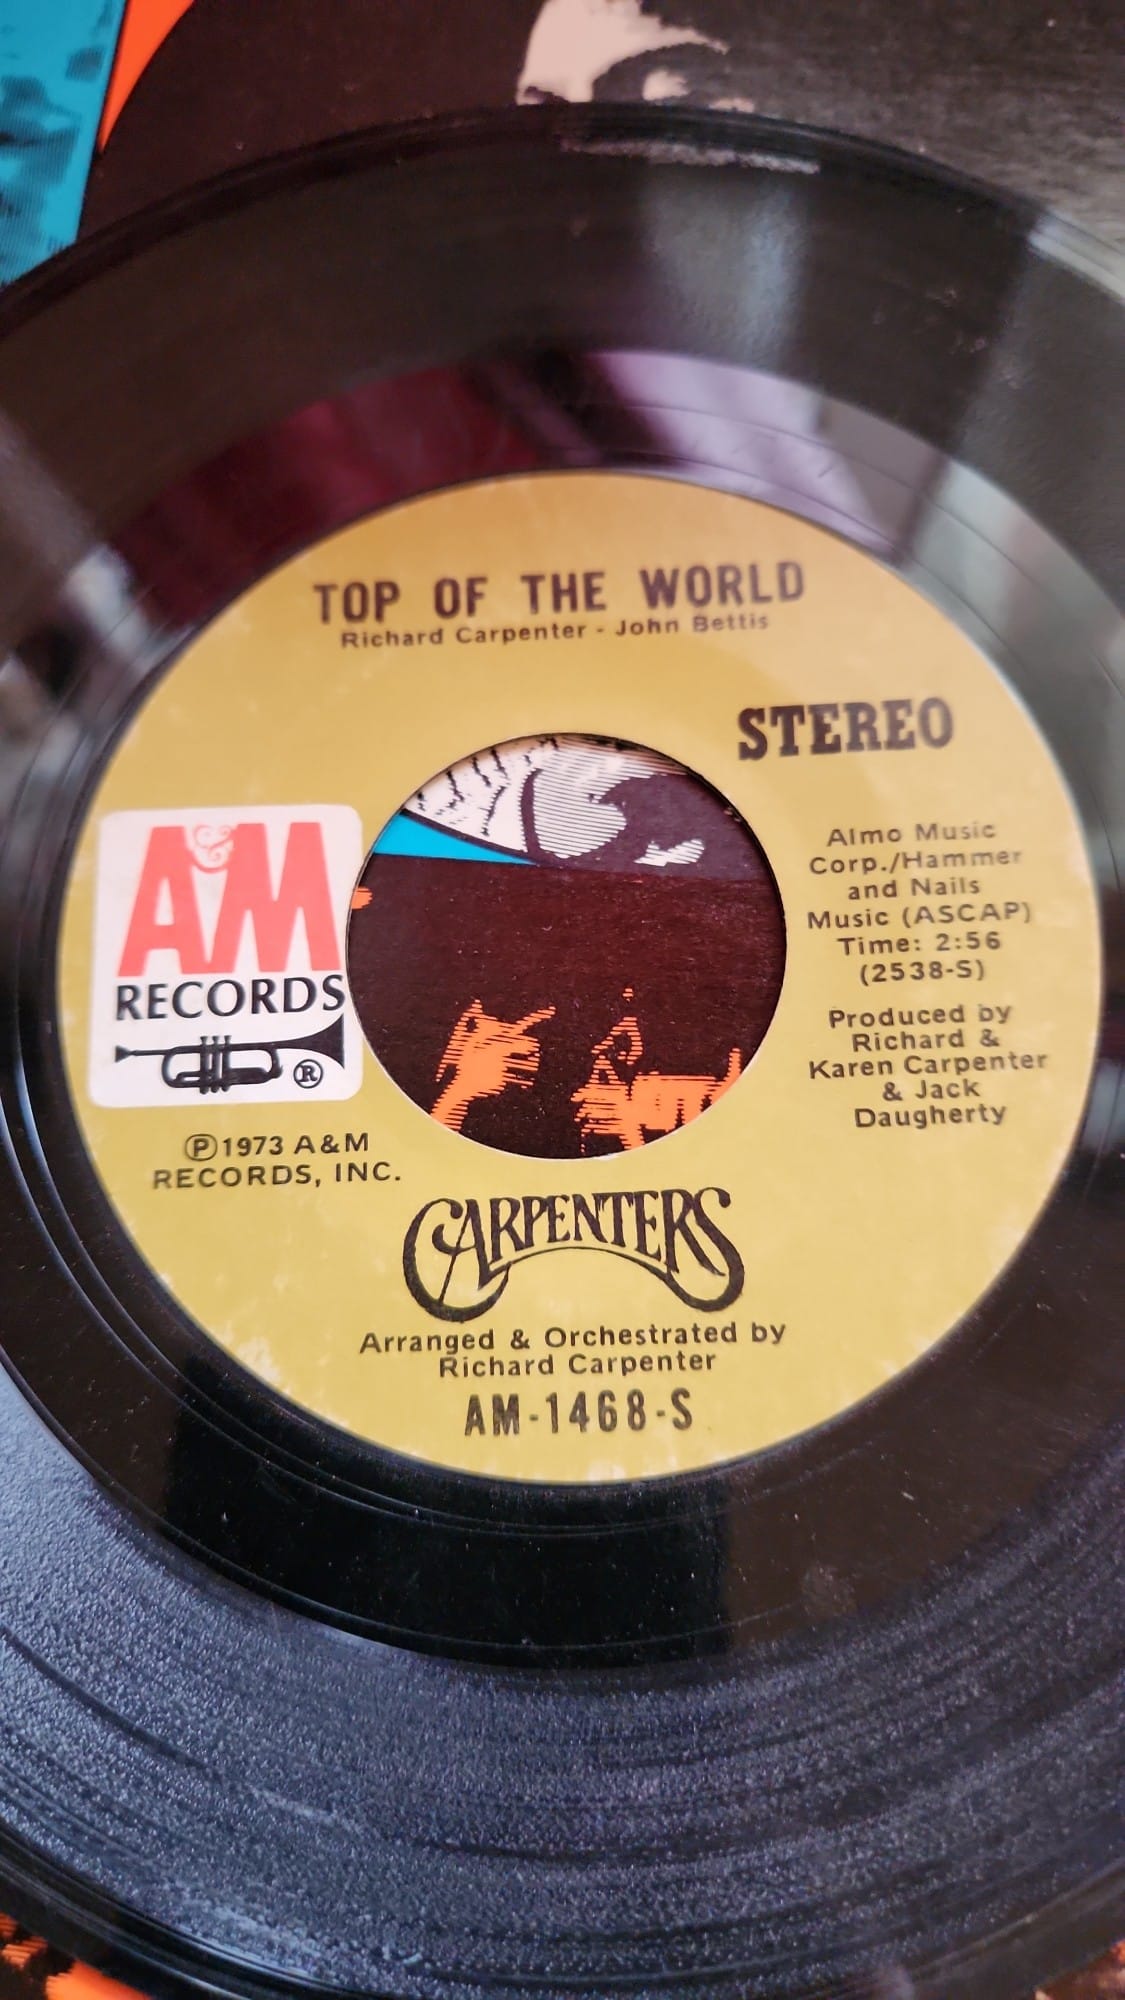 TOP OF THE WORLD
Richard Carpenter - John Bettis
STEREO
A&M
RECORDS
®
Almo Music
Corp./Hammer
and Nails
Music (ASCAP)
Time: 2:56
(2538-S)
Produced by
Richard &
Karen Carpenter
& Jack
Daugherty
℗1973 A&M
RECORDS, INC.
CARPENTERS
Arranged & Orchestrated by
Richard Carpenter
AM-1468-S